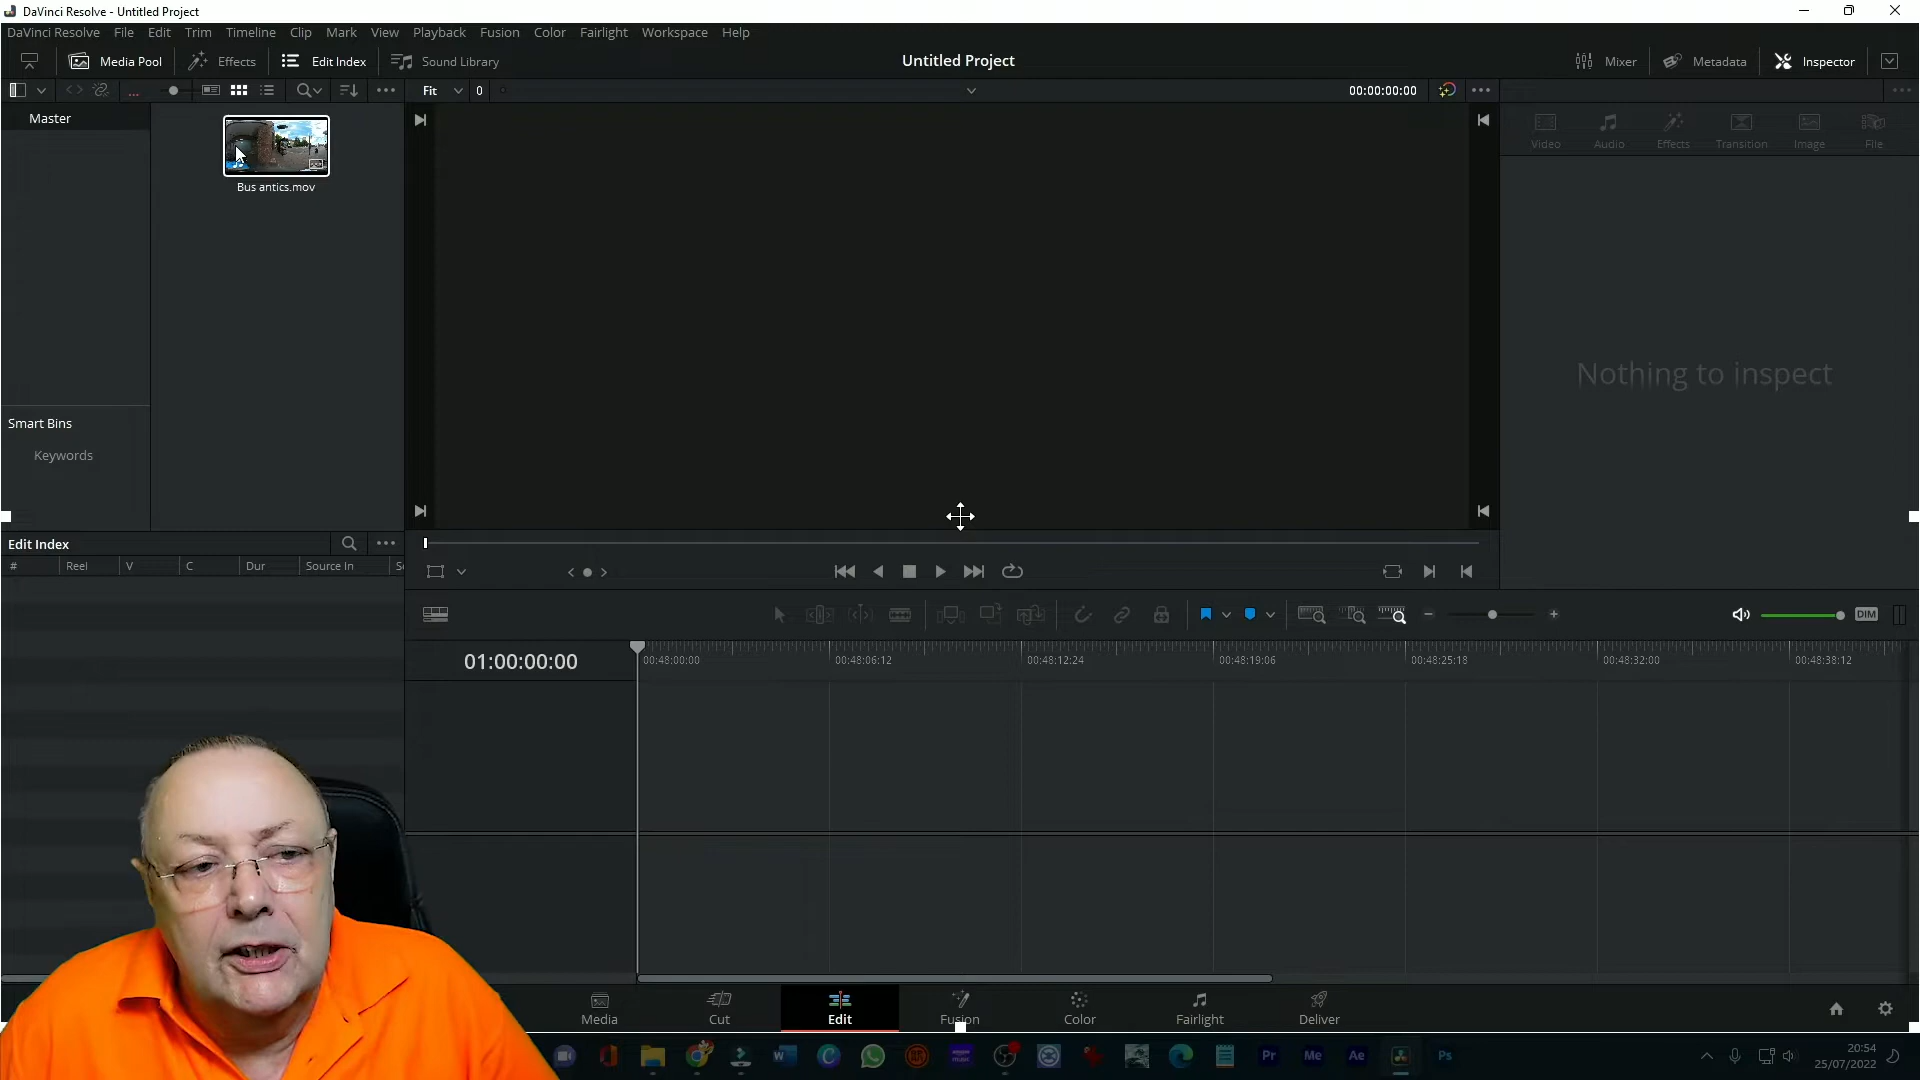 DaVinci Resolve - Untitled Project
DaVinci Resolve File Edit Trim Timeline Clip Mark View Playback Fusion Color Fairlight Workspace Help
Media Pool Effects Edit Index Sound Library Untitled Project Mixer Metadata Inspector
Fit 0 00:00:00:00
Master
Bus antics.mov
Video Audio Effects Transition Image File
Nothing to inspect
Smart Bins
Keywords
Edit Index
# Reel V C Dur Source In
DIM
01:00:00:00
00:48:00:00 00:48:06:12 00:48:12:24 00:48:19:06 00:48:25:18 00:48:32:00 00:48:38:12
Media Cut Edit Fusion Color Fairlight Deliver
W Pr Me Ae Ps
20:54
25/07/2022